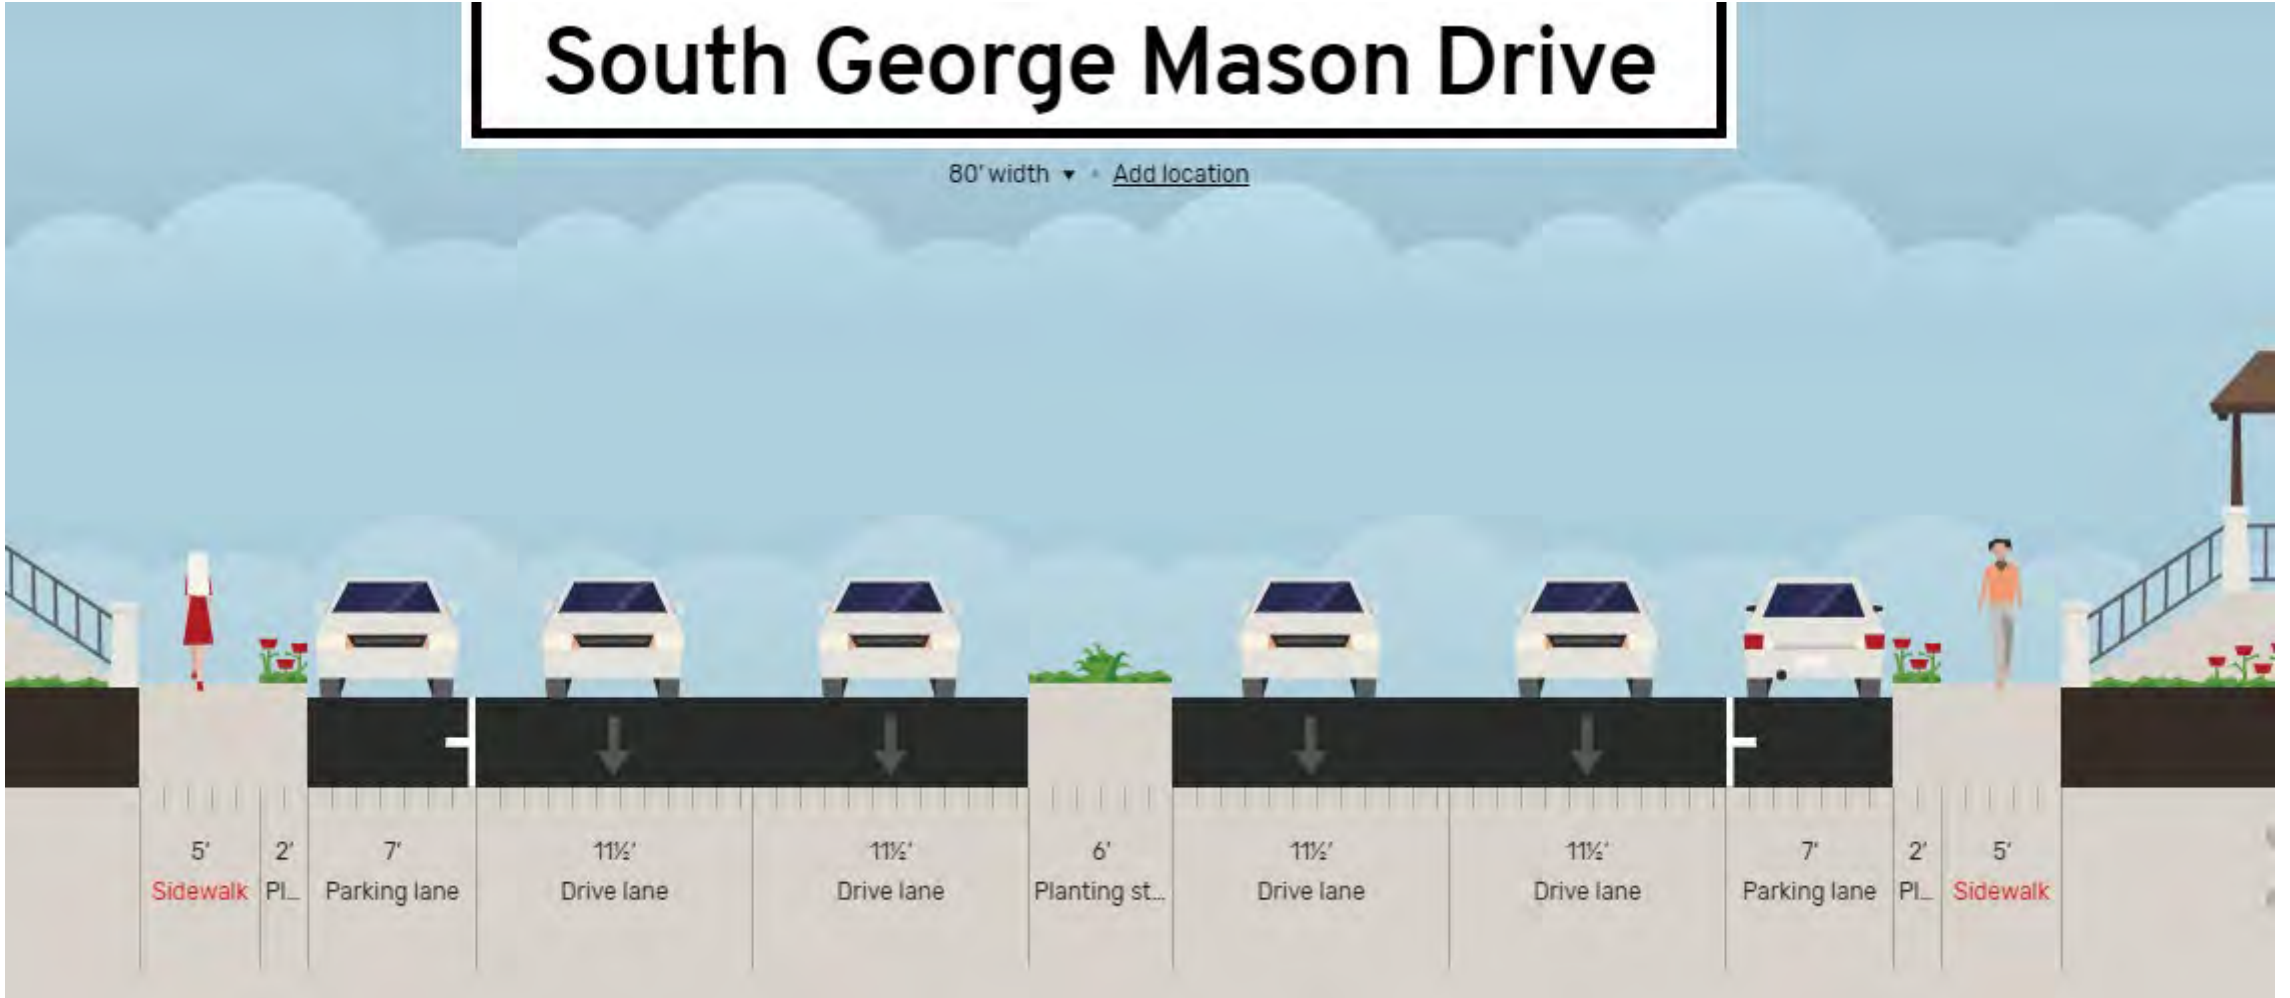 South George Mason Drive
80' width ▾ • Add location
5' 2' 7' 11½' 11½' 6' 11½' 11½' 7' 2' 5'
Sidewalk Pl... Parking lane Drive lane Drive lane Planting st... Drive lane Drive lane Parking lane Pl... Sidewalk